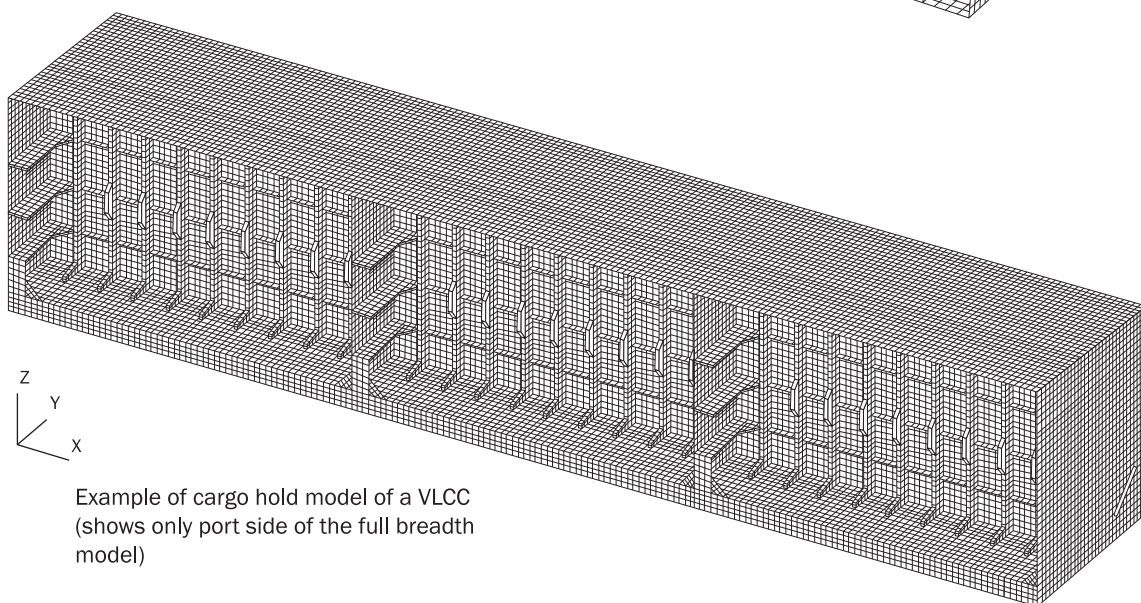 Z
Y
X
Example of cargo hold model of a VLCC
(shows only port side of the full breadth
model)